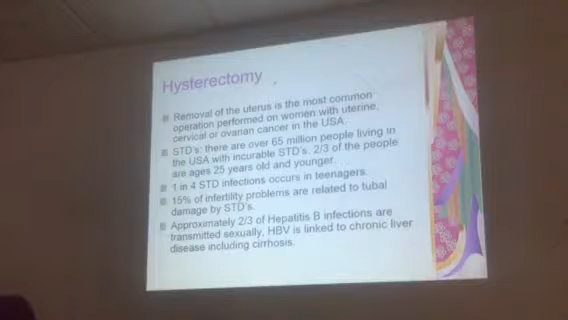 Hysterectomy
Removal of the uterus is the most common
operation performed on women with uterine,
cervical or ovarian cancer in the USA.
STD's: there are over 65 million people living in
the USA with incurable STD's. 2/3 of the people
are ages 25 years old and younger.
1 in 4 STD infections occurs in teenagers.
15% of infertility problems are related to tubal
damage by STD's.
Approximately 2/3 of Hepatitis B infections are
transmitted sexually, HBV is linked to chronic liver
disease including cirrhosis.